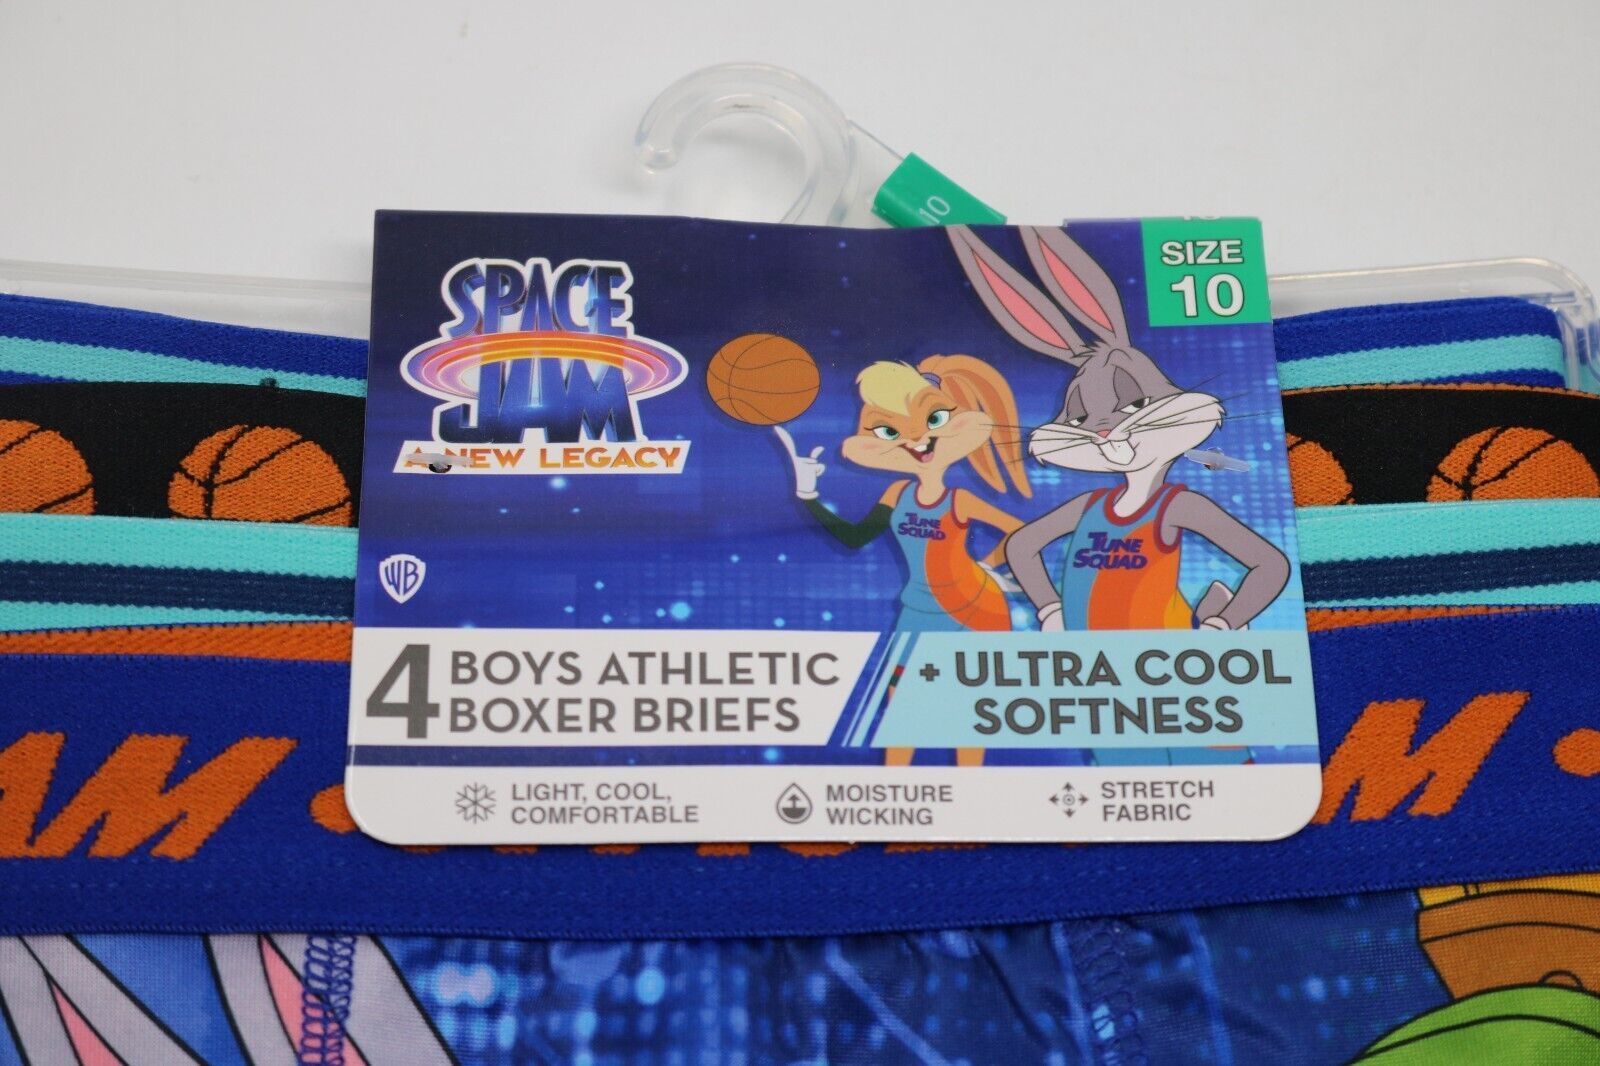 10
SIZE
10
SPACE
JAM
A NEW LEGACY
TUNE
SQUAD
TUNE
SQUAD
WB
4 BOYS ATHLETIC
BOXER BRIEFS
+ ULTRA COOL
SOFTNESS
LIGHT, COOL,
COMFORTABLE
MOISTURE
WICKING
STRETCH
FABRIC
AM •
M •